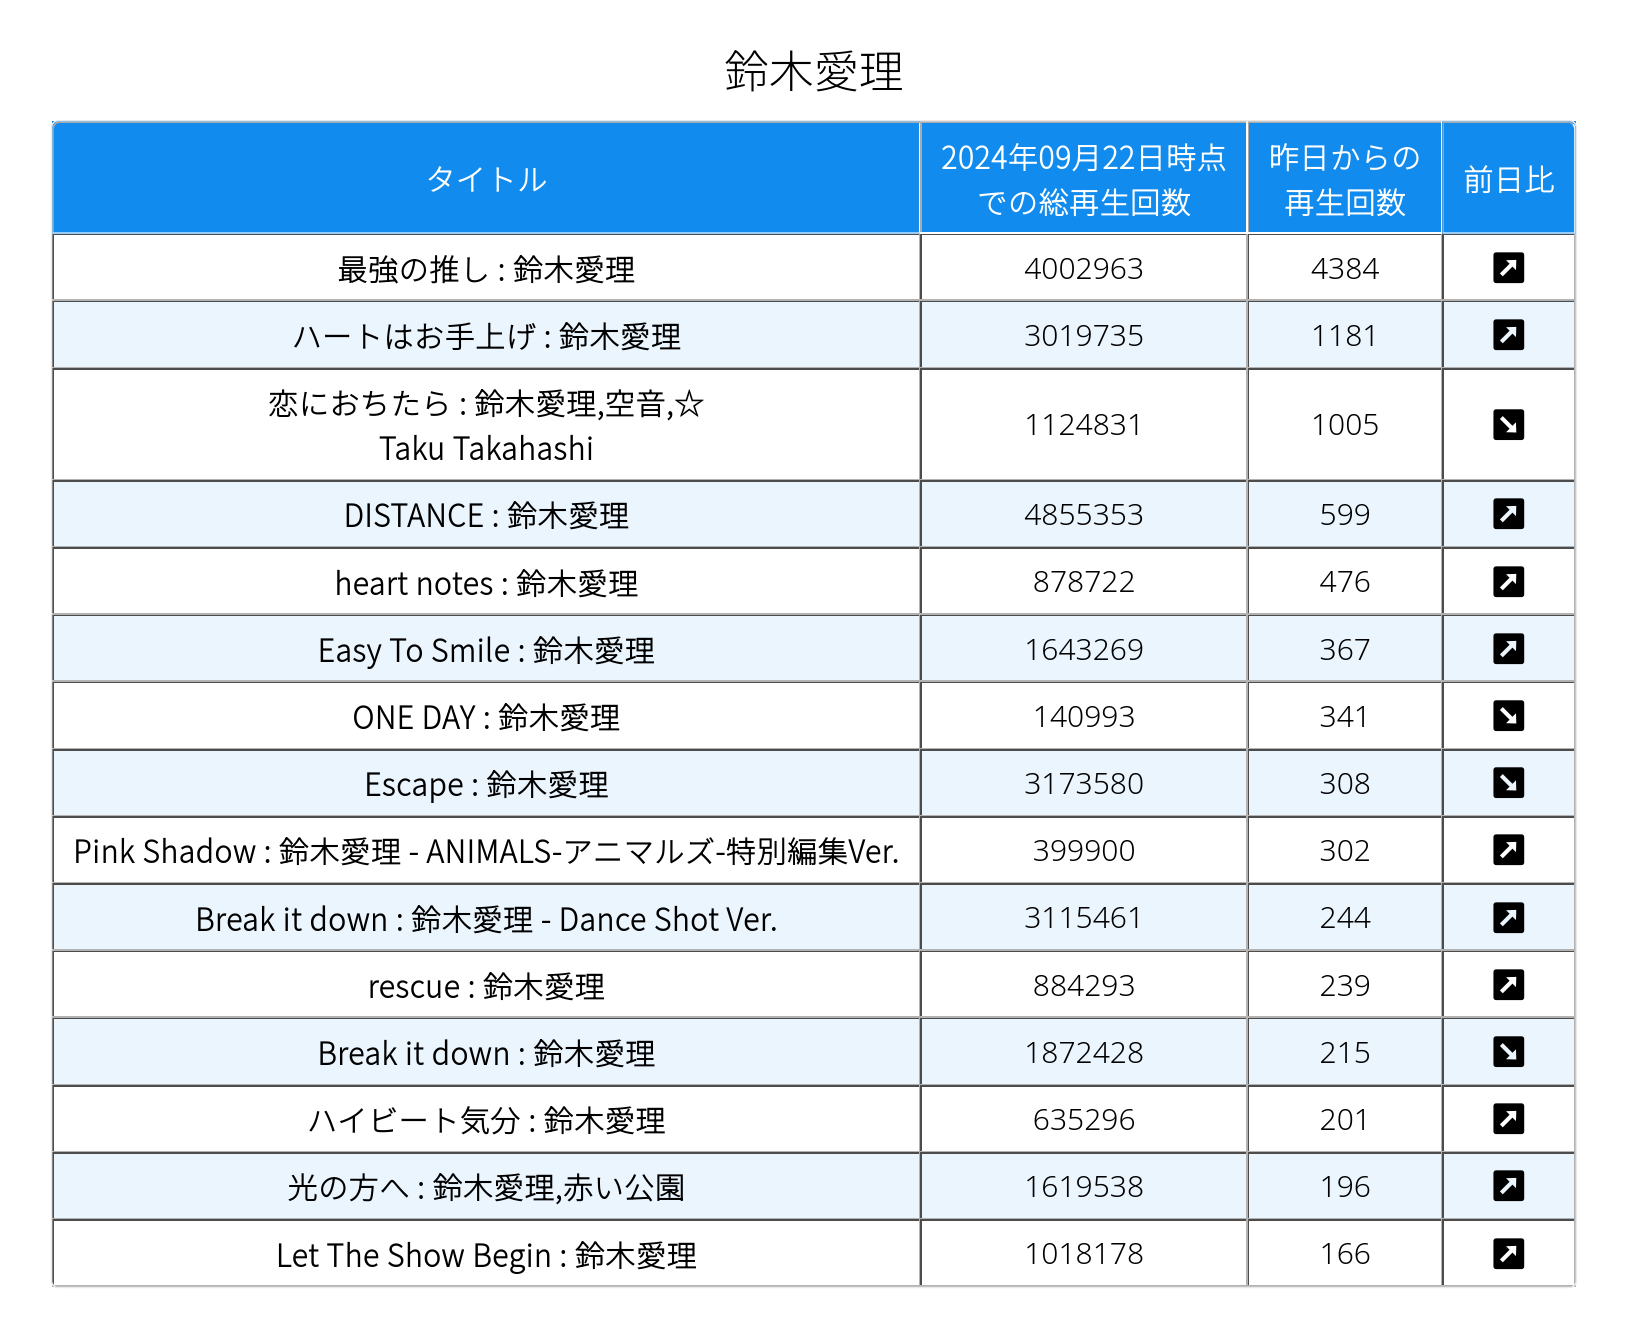 鈴木愛理
タイトル
2024年09月22日時点
での総再生回数
昨日からの
再生回数
前日比
最強の推し : 鈴木愛理 4002963 4384
ハートはお手上げ : 鈴木愛理 3019735 1181
恋におちたら : 鈴木愛理,空音,☆
Taku Takahashi 1124831 1005
DISTANCE : 鈴木愛理 4855353 599
heart notes : 鈴木愛理 878722 476
Easy To Smile : 鈴木愛理 1643269 367
ONE DAY : 鈴木愛理 140993 341
Escape : 鈴木愛理 3173580 308
Pink Shadow : 鈴木愛理 - ANIMALS-アニマルズ-特別編集Ver. 399900 302
Break it down : 鈴木愛理 - Dance Shot Ver. 3115461 244
rescue : 鈴木愛理 884293 239
Break it down : 鈴木愛理 1872428 215
ハイビート気分 : 鈴木愛理 635296 201
光の方へ : 鈴木愛理,赤い公園 1619538 196
Let The Show Begin : 鈴木愛理 1018178 166